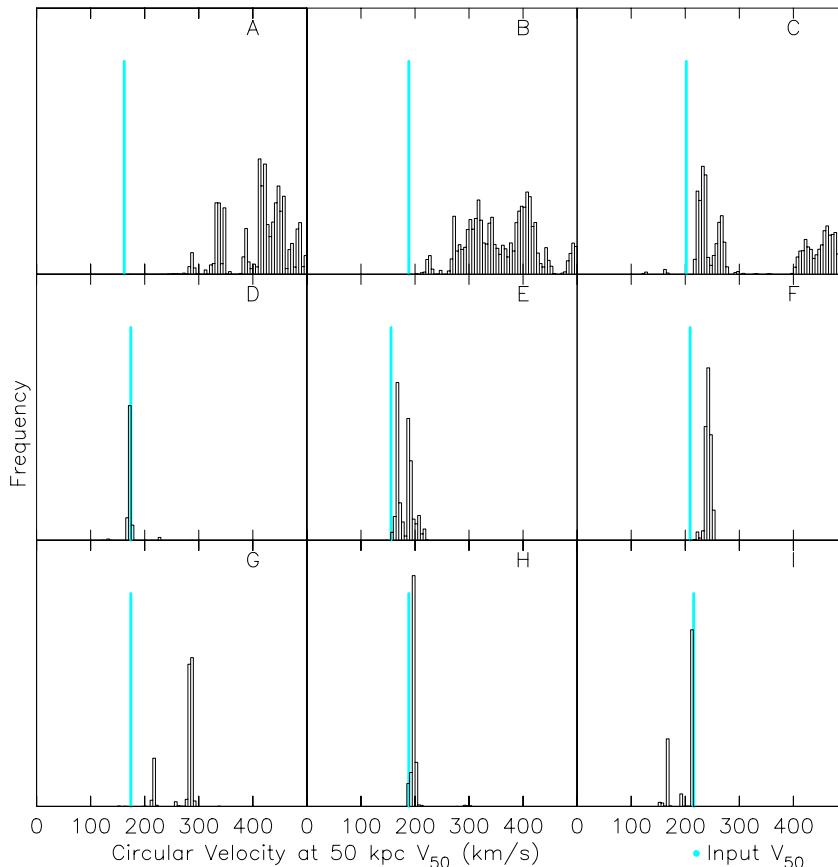 A B C
D E F
Frequency
G H I
0 100 200 300 400 0 100 200 300 400 0 100 200 300 400
Circular Velocity at 50 kpc V50 (km/s) Input V50